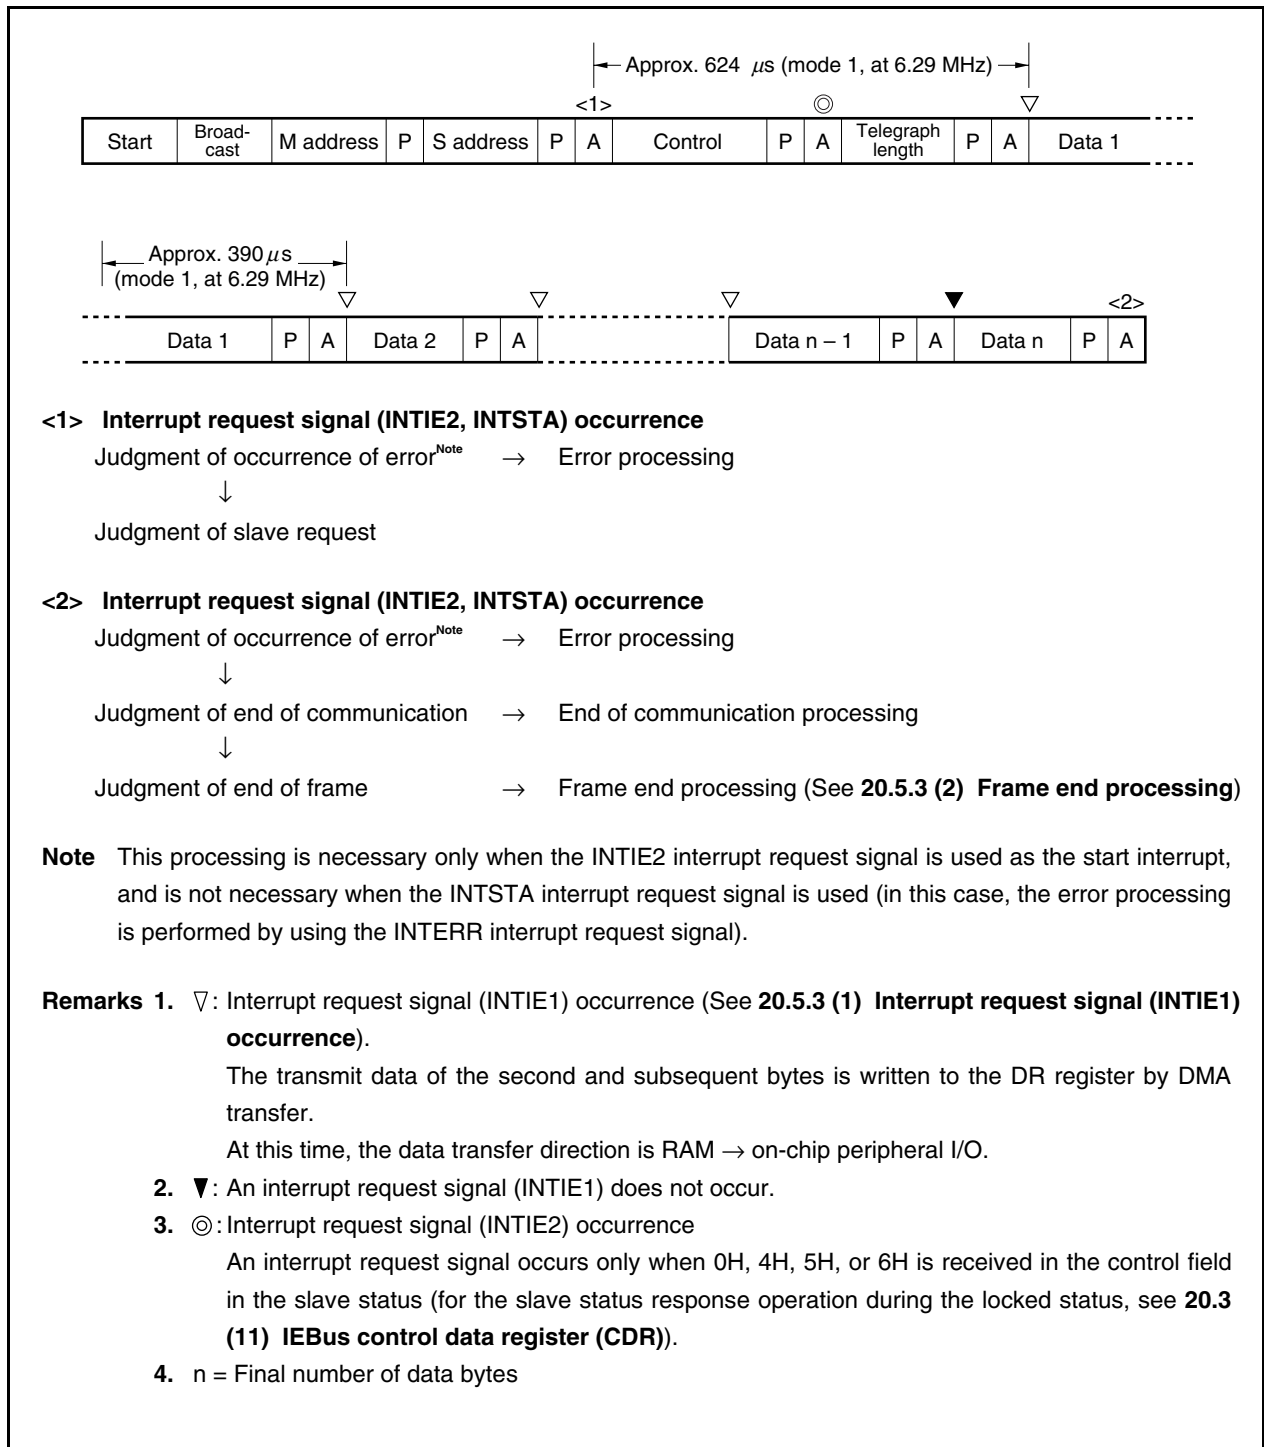 Approx. 624 μs (mode 1, at 6.29 MHz)
<1> ◎ ▽
Start Broad-cast M address P S address P A Control P A Telegraph length P A Data 1
Approx. 390 μs
(mode 1, at 6.29 MHz)
▽ ▽ ▽ ▼ <2>
Data 1 P A Data 2 P A Data n – 1 P A Data n P A
<1> Interrupt request signal (INTIE2, INTSTA) occurrence
Judgment of occurrence of errorNote → Error processing
↓
Judgment of slave request
<2> Interrupt request signal (INTIE2, INTSTA) occurrence
Judgment of occurrence of errorNote → Error processing
↓
Judgment of end of communication → End of communication processing
↓
Judgment of end of frame → Frame end processing (See 20.5.3 (2) Frame end processing)
Note This processing is necessary only when the INTIE2 interrupt request signal is used as the start interrupt,
and is not necessary when the INTSTA interrupt request signal is used (in this case, the error processing
is performed by using the INTERR interrupt request signal).
Remarks 1. ▽: Interrupt request signal (INTIE1) occurrence (See 20.5.3 (1) Interrupt request signal (INTIE1)
occurrence).
The transmit data of the second and subsequent bytes is written to the DR register by DMA
transfer.
At this time, the data transfer direction is RAM → on-chip peripheral I/O.
2. ▼: An interrupt request signal (INTIE1) does not occur.
3. ◎: Interrupt request signal (INTIE2) occurrence
An interrupt request signal occurs only when 0H, 4H, 5H, or 6H is received in the control field
in the slave status (for the slave status response operation during the locked status, see 20.3
(11) IEBus control data register (CDR)).
4. n = Final number of data bytes